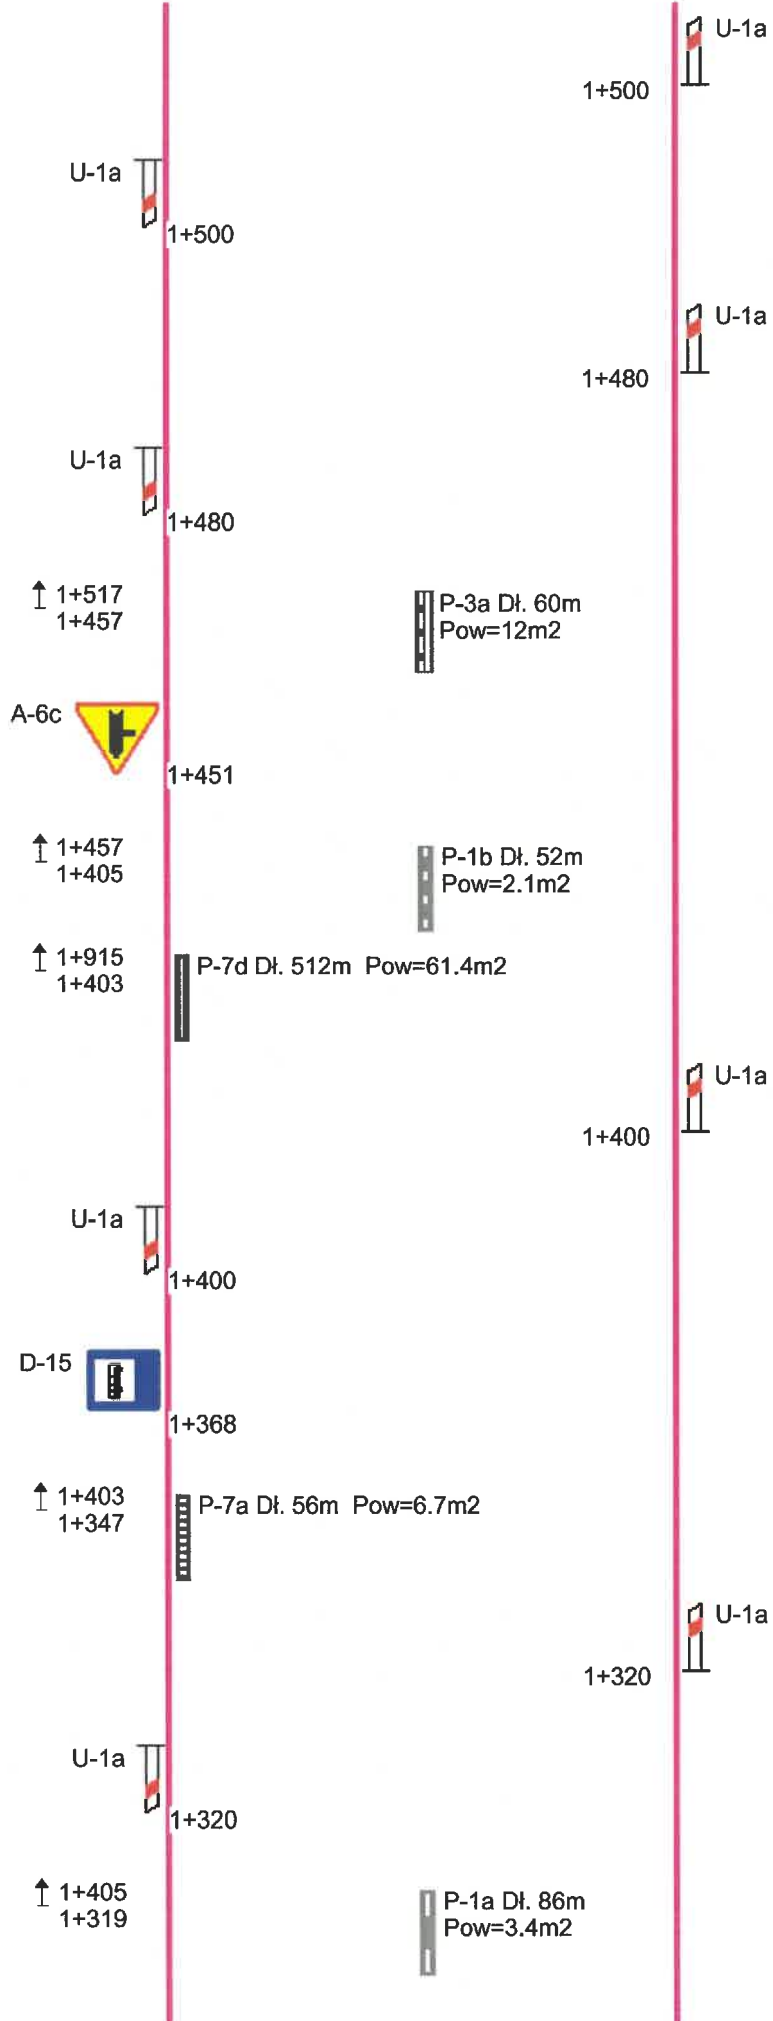 U-1a
1+500
U-1a
1+500
U-1a
1+480
U-1a
1+480
1+517
1+457
P-3a Dł. 60m
Pow=12m2
A-6c
1+451
1+457
1+405
P-1b Dł. 52m
Pow=2.1m2
1+915
1+403
P-7d Dł. 512m Pow=61.4m2
U-1a
1+400
U-1a
1+400
D-15
1+368
1+403
1+347
P-7a Dł. 56m Pow=6.7m2
U-1a
1+320
U-1a
1+320
1+405
1+319
P-1a Dł. 86m
Pow=3.4m2